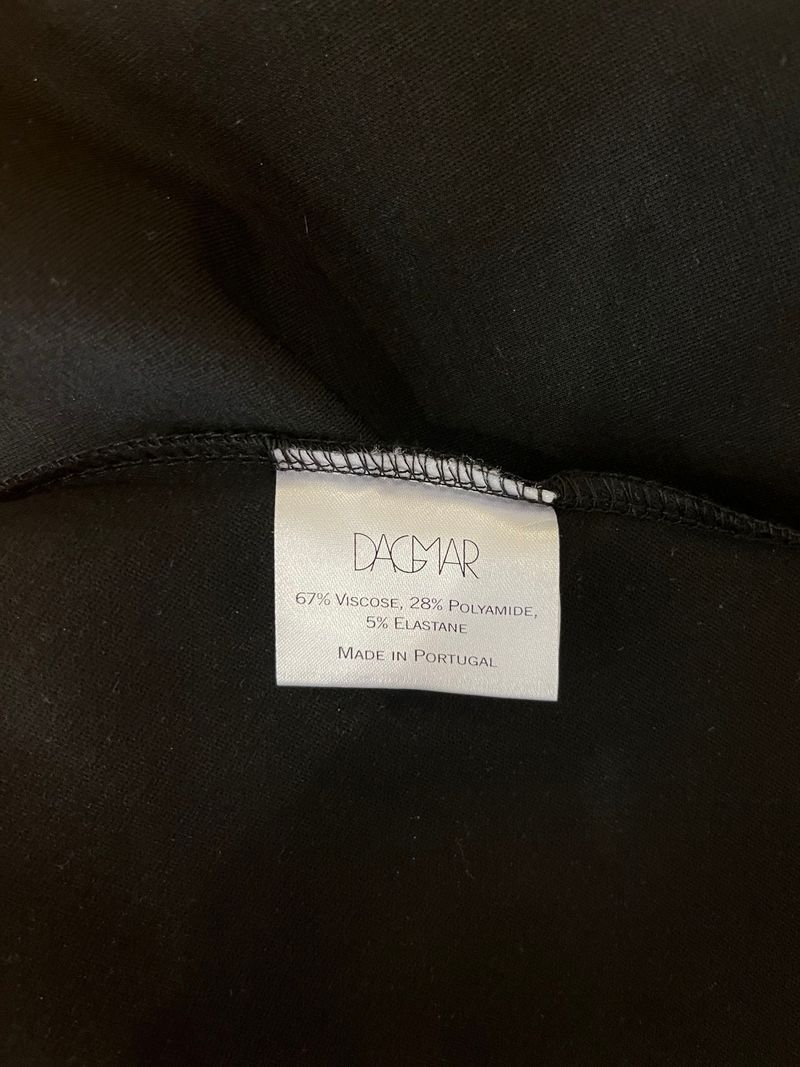 DAGMAR
67% VISCOSE, 28% POLYAMIDE,
5% ELASTANE
MADE IN PORTUGAL